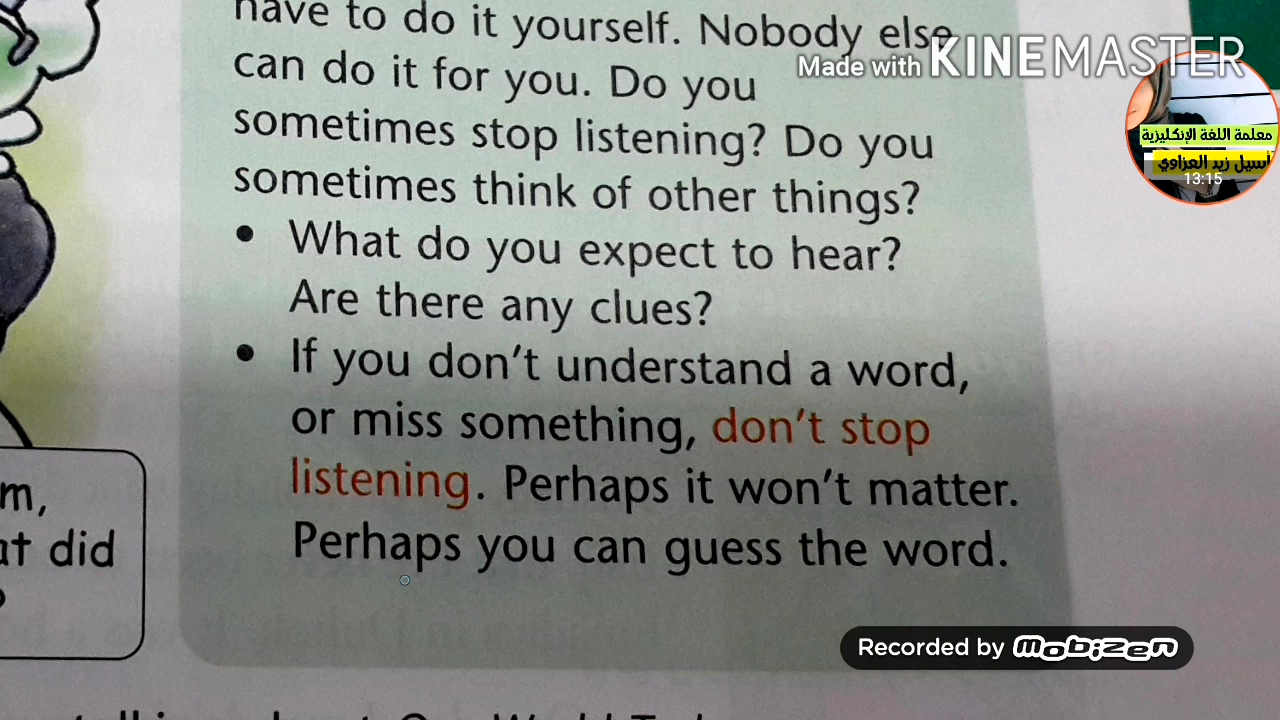 have to do it yourself. Nobody else
can do it for you. Do you
sometimes stop listening? Do you
sometimes think of other things?
• What do you expect to hear?
Are there any clues?
• If you don't understand a word,
or miss something, don't stop
listening. Perhaps it won't matter.
Perhaps you can guess the word.
m,
at did
?
Made with KINEMASTER
معلمة اللغة الإنكليزية
أسيل زيد العزاوي
13:15
Recorded by mobizen